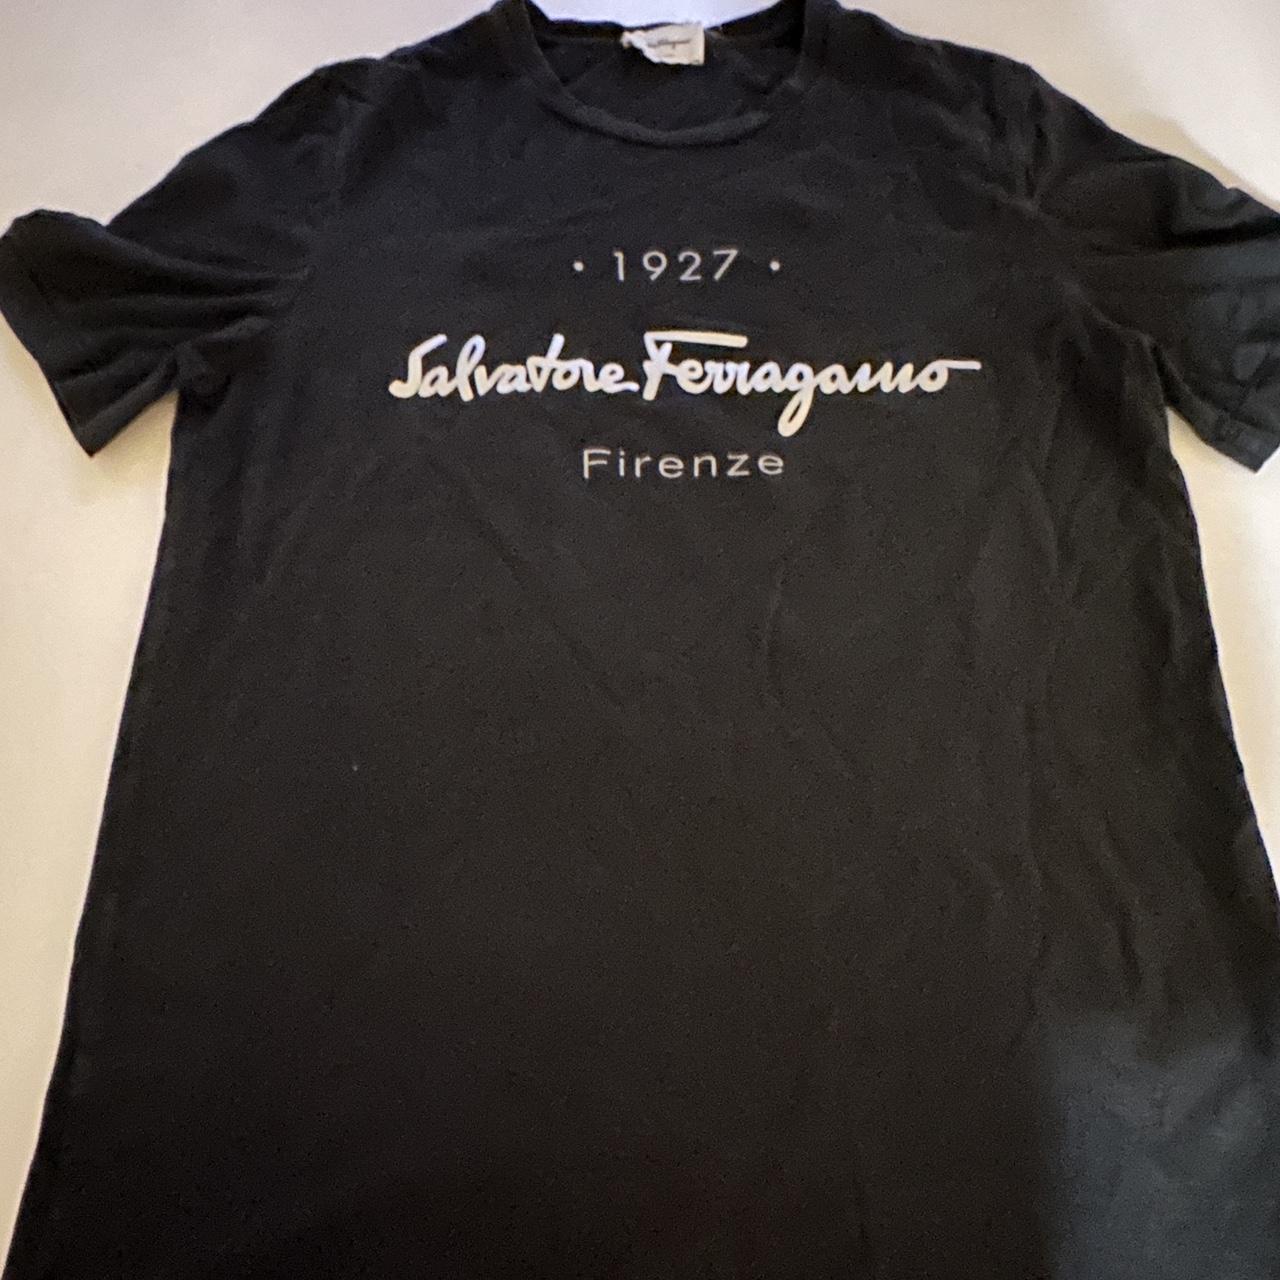 · 1927 ·
Salvatore Ferragamo
Firenze